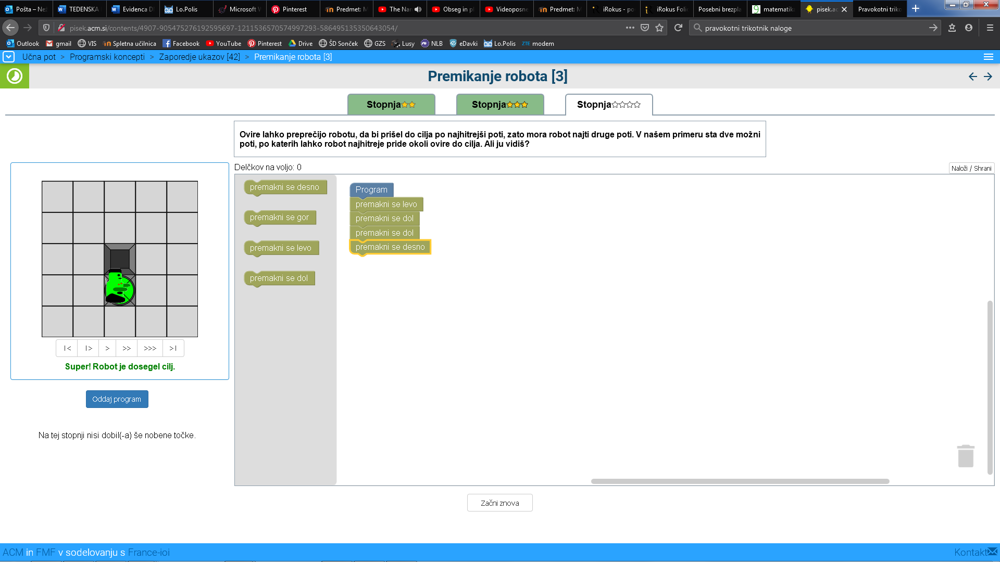 Pošta – Než
TEDENSKA
Evidenca D
Lo.Polis
Microsoft W
Pinterest
Predmet: M
The Nar
Obseg in pl
Videoposne
Predmet: M
iRokus - po
iRokus Folio
Posebni brezpla
matematika
pisek.ac
Pravokotni triko
pisek.acm.si/contents/4907-905475276192595697-1211536570574997293-586495135350643054/
pravokotni trikotnik naloge
Outlook
gmail
VIS
Spletna učilnica
Facebook
YouTube
Pinterest
Drive
ŠD Sonček
GZS
Lusy
NLB
eDavki
Lo.Polis
ZTE modem
Učna pot > Programski koncepti > Zaporedje ukazov [42] > Premikanje robota [3]
Premikanje robota [3]
Stopnja
Stopnja
Stopnja
Ovire lahko preprečijo robotu, da bi prišel do cilja po najhitrejši poti, zato mora robot najti druge poti. V našem primeru sta dve možni
poti, po katerih lahko robot najhitreje pride okoli ovire do cilja. Ali ju vidiš?
Delčkov na voljo: 0
Naloži / Shrani
premakni se desno
premakni se gor
premakni se levo
premakni se dol
Program
premakni se levo
premakni se dol
premakni se dol
premakni se desno
|< |> > >> >>> >|
Super! Robot je dosegel cilj.
Oddaj program
Na tej stopnji nisi dobil(-a) še nobene točke.
Začni znova
ACM in FMF v sodelovanju s France-ioi
Kontakt